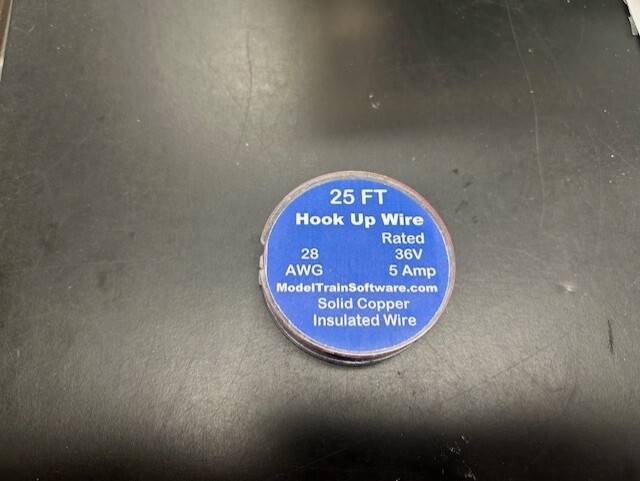 25 FT
Hook Up Wire
Rated
28 36V
AWG 5 Amp
ModelTrainSoftware.com
Solid Copper
Insulated Wire